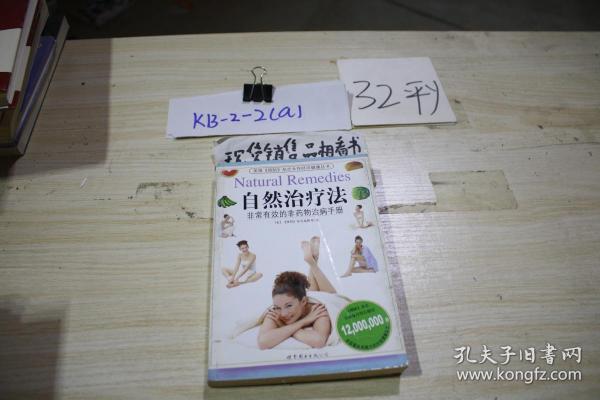 KB-2-2(a)
32平
现货销售品相看书
Natural Remedies
自然治疗法
非常有效的非药物治病手册
12,000,000
孔夫子旧书网
www.kongfz.com